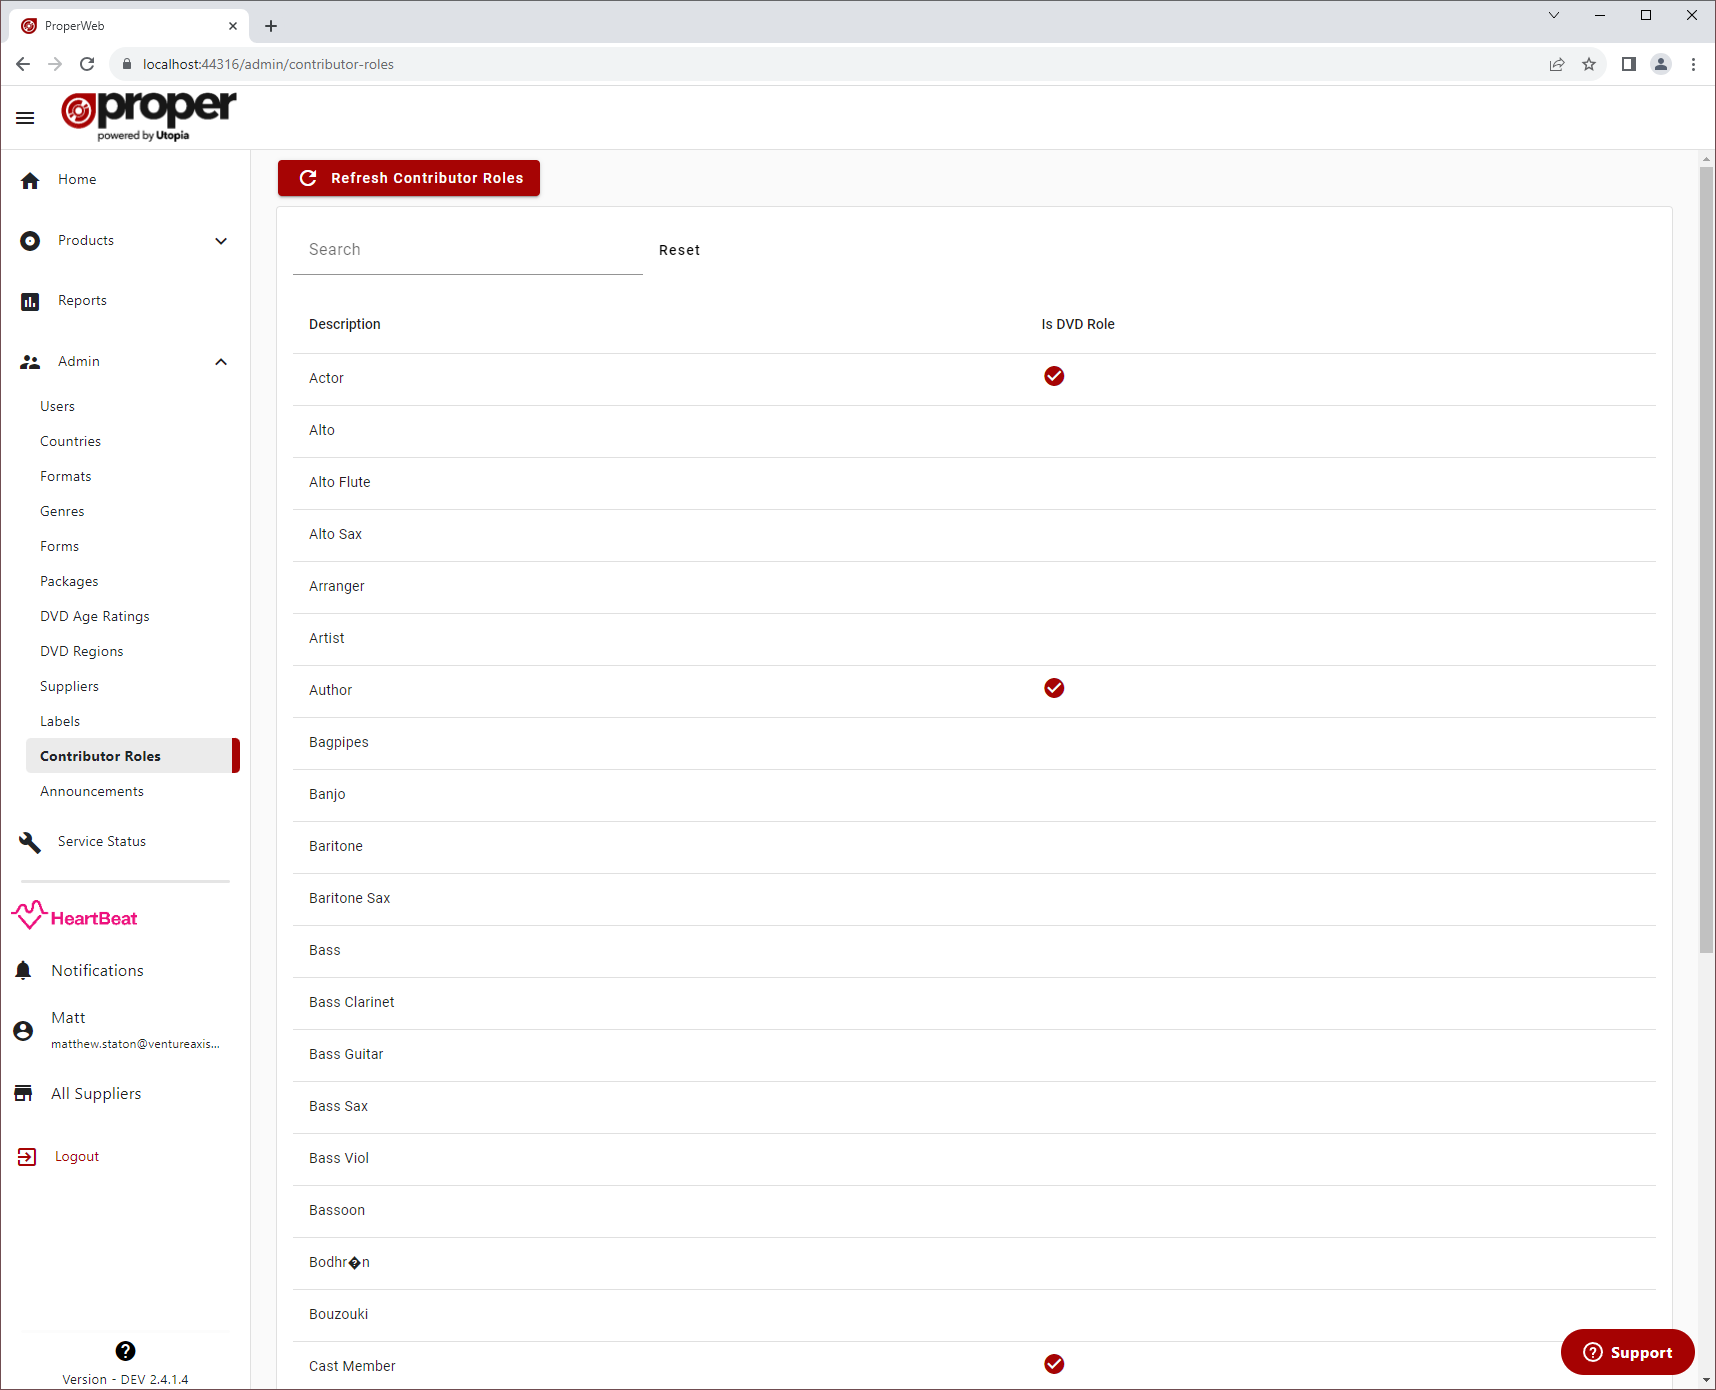 ProperWeb
localhost:44316/admin/contributor-roles
proper
powered by Utopia
Home
Products
Reports
Admin
Users
Countries
Formats
Genres
Forms
Packages
DVD Age Ratings
DVD Regions
Suppliers
Labels
Contributor Roles
Announcements
Service Status
HeartBeat
Notifications
Matt
matthew.staton@ventureaxis...
All Suppliers
Logout
Version - DEV 2.4.1.4
Refresh Contributor Roles
Search Reset
Description Is DVD Role
Actor
Alto
Alto Flute
Alto Sax
Arranger
Artist
Author
Bagpipes
Banjo
Baritone
Baritone Sax
Bass
Bass Clarinet
Bass Guitar
Bass Sax
Bass Viol
Bassoon
Bodhr�n
Bouzouki
Cast Member
Support